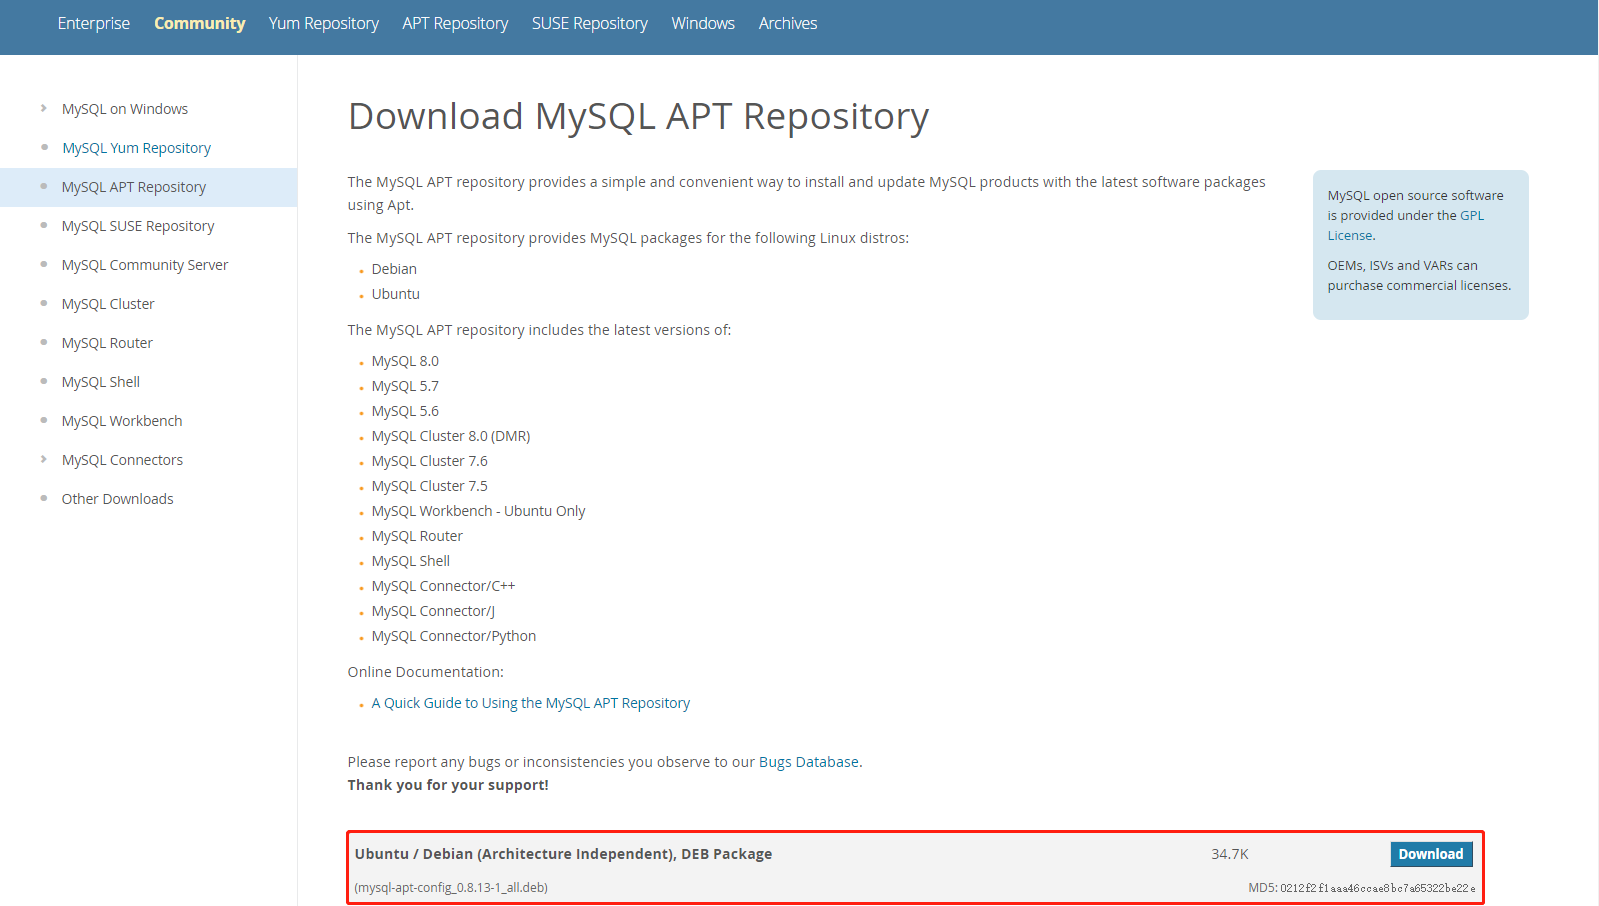 Enterprise Community Yum Repository APT Repository SUSE Repository Windows Archives
MySQL on Windows
MySQL Yum Repository
MySQL APT Repository
MySQL SUSE Repository
MySQL Community Server
MySQL Cluster
MySQL Router
MySQL Shell
MySQL Workbench
MySQL Connectors
Other Downloads
Download MySQL APT Repository
The MySQL APT repository provides a simple and convenient way to install and update MySQL products with the latest software packages
using Apt.
The MySQL APT repository provides MySQL packages for the following Linux distros:
Debian
Ubuntu
The MySQL APT repository includes the latest versions of:
MySQL 8.0
MySQL 5.7
MySQL 5.6
MySQL Cluster 8.0 (DMR)
MySQL Cluster 7.6
MySQL Cluster 7.5
MySQL Workbench - Ubuntu Only
MySQL Router
MySQL Shell
MySQL Connector/C++
MySQL Connector/J
MySQL Connector/Python
Online Documentation:
A Quick Guide to Using the MySQL APT Repository
Please report any bugs or inconsistencies you observe to our Bugs Database.
Thank you for your support!
MySQL open source software
is provided under the GPL
License.
OEMs, ISVs and VARs can
purchase commercial licenses.
Ubuntu / Debian (Architecture Independent), DEB Package 34.7K Download
(mysql-apt-config_0.8.13-1_all.deb) MD5: 0212f2f1aaa46ccae8bc7a65322be22e